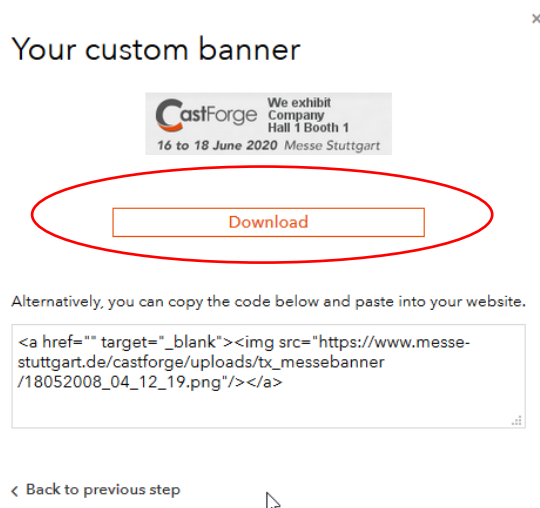 ×
Your custom banner
CastForge
We exhibit
Company
Hall 1 Booth 1
16 to 18 June 2020 Messe Stuttgart
Download
Alternatively, you can copy the code below and paste into your website.
<a href="" target="_blank"><img src="https://www.messe-
stuttgart.de/castforge/uploads/tx_messebanner
/18052008_04_12_19.png"/></a>
< Back to previous step